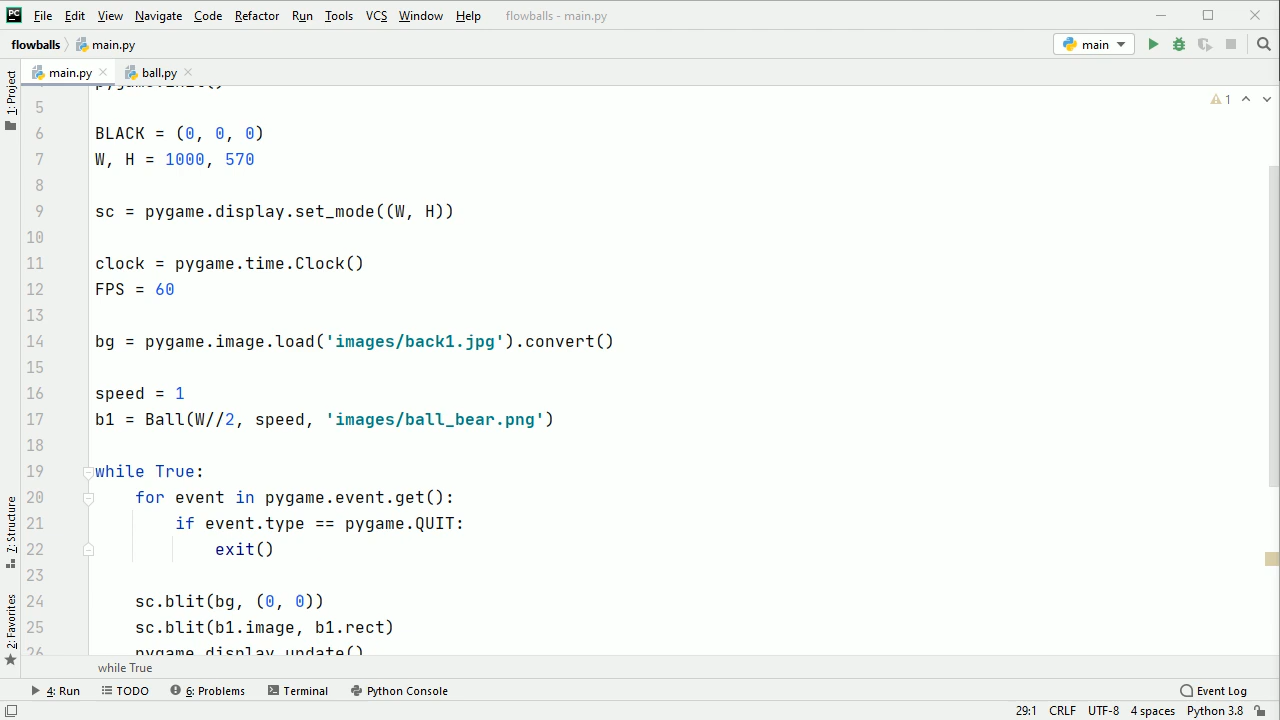 File Edit View Navigate Code Refactor Run Tools VCS Window Help flowballs - main.py
flowballs main.py main
main.py ball.py
1: Project
5
6 BLACK = (0, 0, 0)
7 W, H = 1000, 570
8
9 sc = pygame.display.set_mode((W, H))
10
11 clock = pygame.time.Clock()
12 FPS = 60
13
14 bg = pygame.image.load('images/back1.jpg').convert()
15
16 speed = 1
17 b1 = Ball(W//2, speed, 'images/ball_bear.png')
18
19 while True:
20 for event in pygame.event.get():
21 if event.type == pygame.QUIT:
22 exit()
23
24 sc.blit(bg, (0, 0))
25 sc.blit(b1.image, b1.rect)
26 pygame.display.update()
1
7: Structure
2: Favorites
while True
4: Run TODO 6: Problems Terminal Python Console Event Log
29:1 CRLF UTF-8 4 spaces Python 3.8